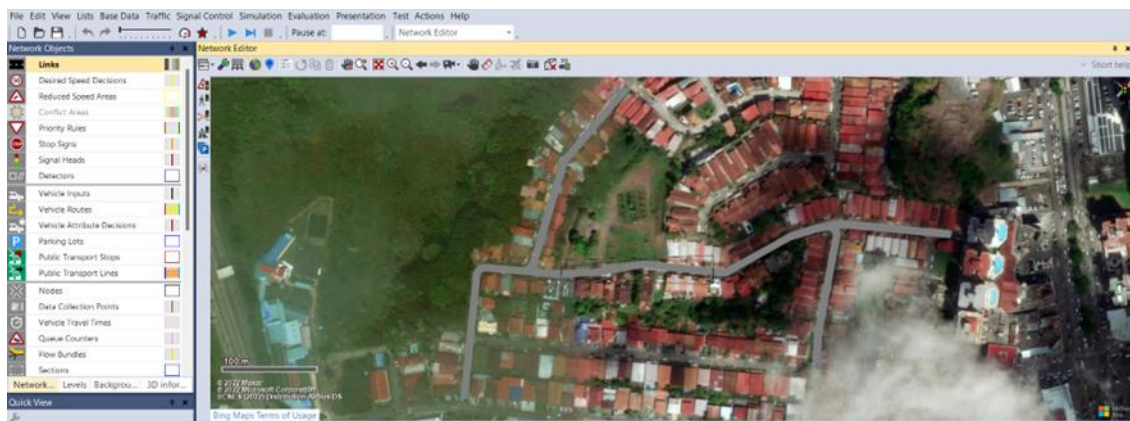 File Edit View Lists Base Data Traffic Signal Control Simulation Evaluation Presentation Test Actions Help
Pause at: Network Editor
Network Objects
Network Editor
Links
Short help
Desired Speed Decisions
Reduced Speed Areas
Conflict Areas
Priority Rules
Stop Signs
Signal Heads
Detectors
Vehicle Inputs
Vehicle Routes
Vehicle Attribute Decisions
Parking Lots
Public Transport Stops
Public Transport Lines
Nodes
Data Collection Points
Vehicle Travel Times
Queue Counters
Flow Bundles
Sections
100 m
© 2022 Maxar
© 2022 Microsoft Corporation
Network... Levels Backgrou... 3D infor...
Quick View
Bing Maps Terms of Usage